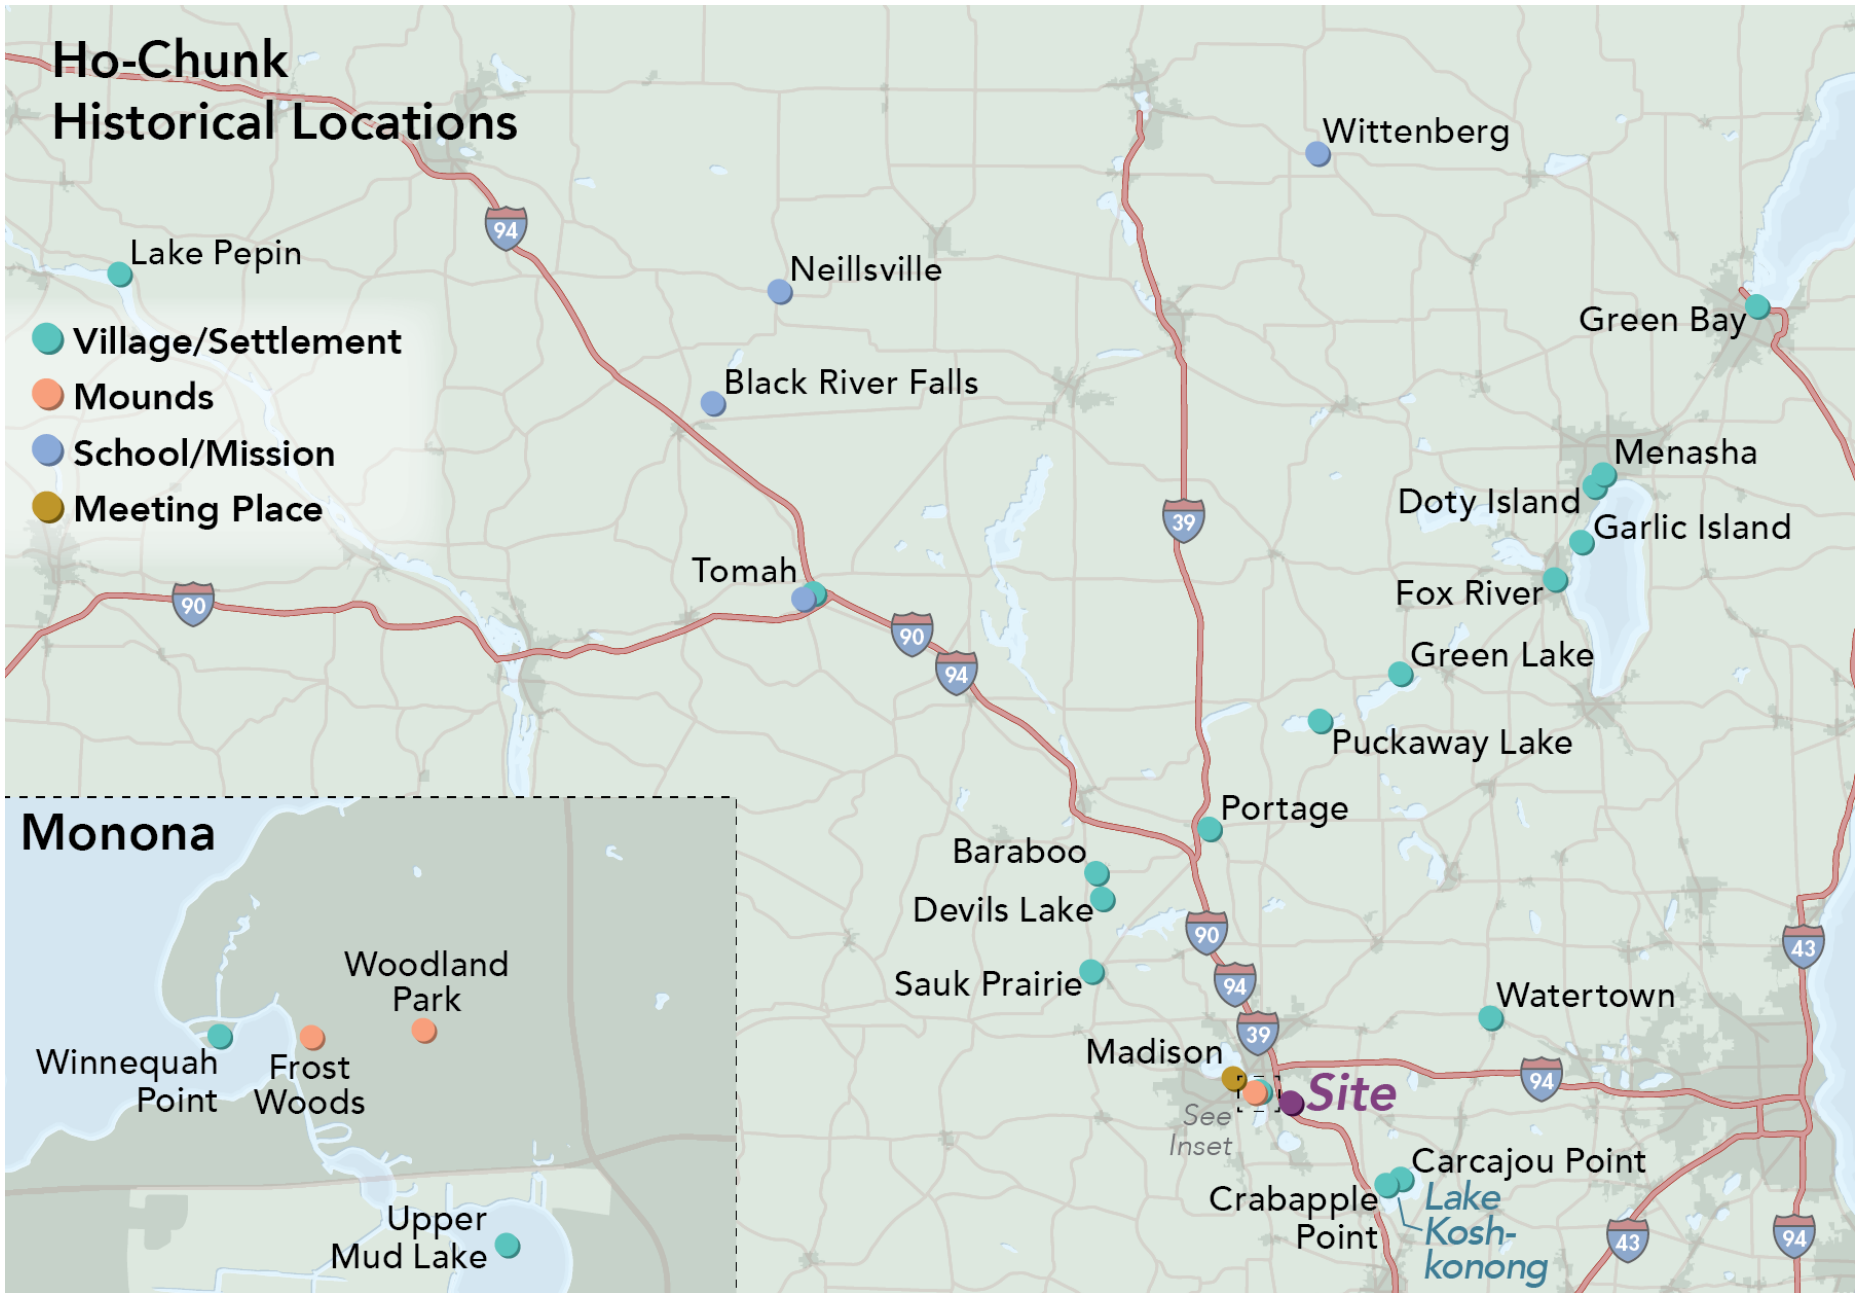 Ho-Chunk
Historical Locations
Wittenberg
94
Lake Pepin
Neillsville
Green Bay
Village/Settlement
Mounds
School/Mission
Meeting Place
Black River Falls
Menasha
Doty Island
39
Garlic Island
Tomah
Fox River
90
90
94
Green Lake
Puckaway Lake
Portage
Monona
Baraboo
Devils Lake
90
43
Woodland
Park
Sauk Prairie
94
Watertown
39
Madison
Winnequah
Point
Frost
Woods
94
Site
See
Inset
Carcajou Point
Crabapple
Point
Lake
Kosh-
konong
Upper
Mud Lake
43
94